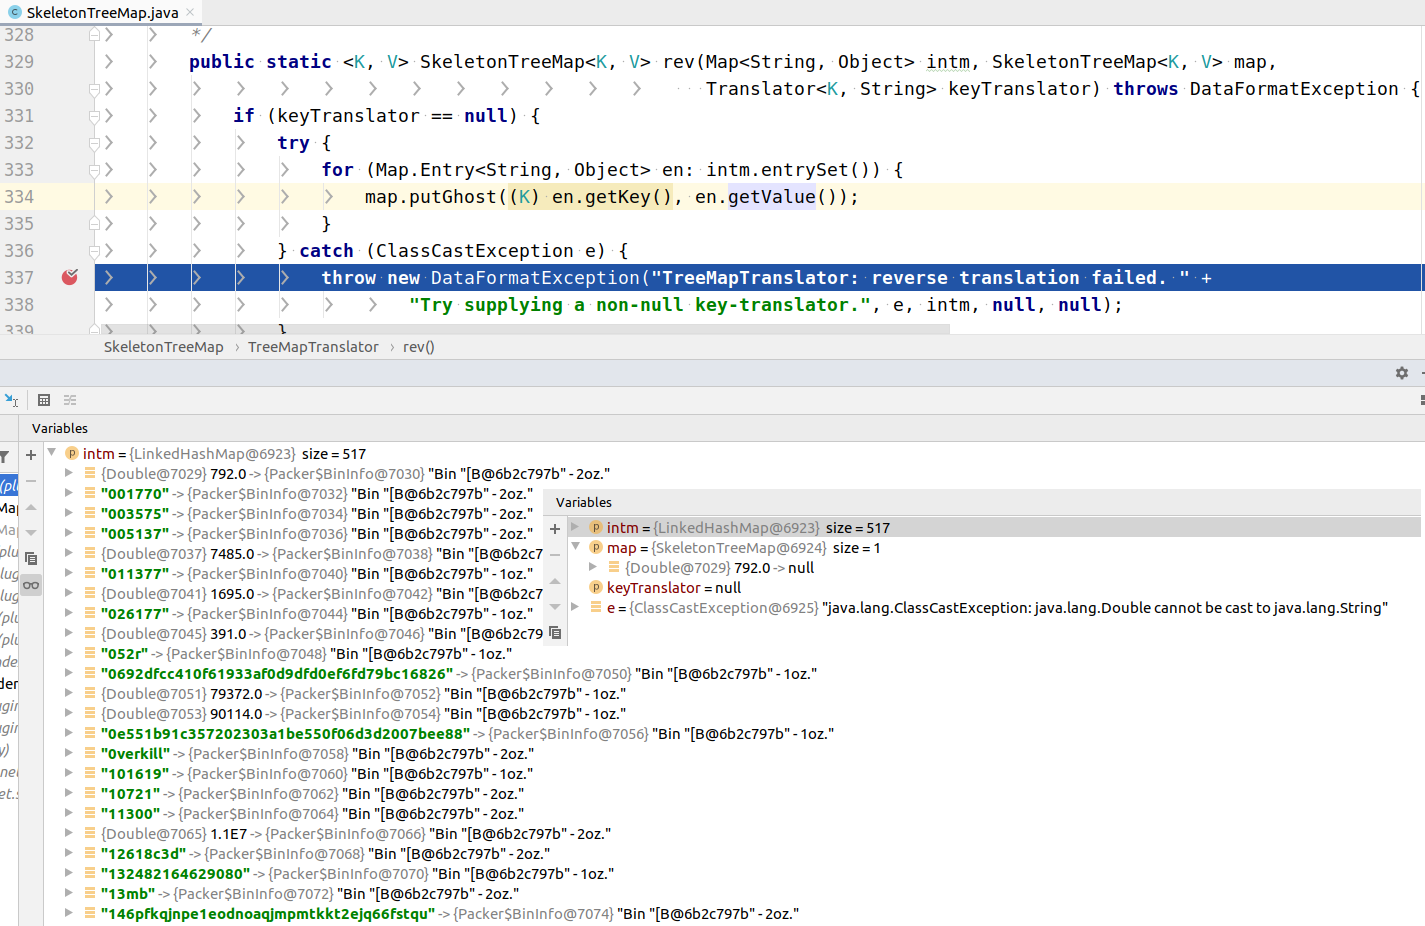 SkeletonTreeMap.java
328 */
329 public static <K, V> SkeletonTreeMap<K, V> rev(Map<String, Object> intm, SkeletonTreeMap<K, V> map,
330 Translator<K, String> keyTranslator) throws DataFormatException {
331 if (keyTranslator == null) {
332 try {
333 for (Map.Entry<String, Object> en: intm.entrySet()) {
334 map.putGhost((K) en.getKey(), en.getValue());
335 }
336 } catch (ClassCastException e) {
337 throw new DataFormatException("TreeMapTranslator: reverse translation failed. " +
338 "Try supplying a non-null key-translator.", e, intm, null, null);
339 }
SkeletonTreeMap › TreeMapTranslator › rev()
Variables
intm = {LinkedHashMap@6923} size = 517
{Double@7029} 792.0 -> {Packer$BinInfo@7030} "Bin "[B@6b2c797b" - 2oz."
"001770" -> {Packer$BinInfo@7032} "Bin "[B@6b2c797b" - 2oz."
"003575" -> {Packer$BinInfo@7034} "Bin "[B@6b2c797b" - 2oz."
"005137" -> {Packer$BinInfo@7036} "Bin "[B@6b2c797b" - 2oz."
{Double@7037} 7485.0 -> {Packer$BinInfo@7038} "Bin "[B@6b2c7
"011377" -> {Packer$BinInfo@7040} "Bin "[B@6b2c797b" - 1oz."
{Double@7041} 1695.0 -> {Packer$BinInfo@7042} "Bin "[B@6b2c7
"026177" -> {Packer$BinInfo@7044} "Bin "[B@6b2c797b" - 1oz."
{Double@7045} 391.0 -> {Packer$BinInfo@7046} "Bin "[B@6b2c79
"052r" -> {Packer$BinInfo@7048} "Bin "[B@6b2c797b" - 1oz."
"0692dfcc410f61933af0d9dfd0ef6fd79bc16826" -> {Packer$BinInfo@7050} "Bin "[B@6b2c797b" - 1oz."
{Double@7051} 79372.0 -> {Packer$BinInfo@7052} "Bin "[B@6b2c797b" - 1oz."
{Double@7053} 90114.0 -> {Packer$BinInfo@7054} "Bin "[B@6b2c797b" - 1oz."
"0e551b91c357202303a1be550f06d3d2007bee88" -> {Packer$BinInfo@7056} "Bin "[B@6b2c797b" - 1oz."
"0verkill" -> {Packer$BinInfo@7058} "Bin "[B@6b2c797b" - 2oz."
"101619" -> {Packer$BinInfo@7060} "Bin "[B@6b2c797b" - 1oz."
"10721" -> {Packer$BinInfo@7062} "Bin "[B@6b2c797b" - 2oz."
"11300" -> {Packer$BinInfo@7064} "Bin "[B@6b2c797b" - 2oz."
{Double@7065} 1.1E7 -> {Packer$BinInfo@7066} "Bin "[B@6b2c797b" - 2oz."
"12618c3d" -> {Packer$BinInfo@7068} "Bin "[B@6b2c797b" - 2oz."
"132482164629080" -> {Packer$BinInfo@7070} "Bin "[B@6b2c797b" - 1oz."
"13mb" -> {Packer$BinInfo@7072} "Bin "[B@6b2c797b" - 2oz."
"146pfkqjnpe1eodnoaqjmpmtkkt2ejq66fstqu" -> {Packer$BinInfo@7074} "Bin "[B@6b2c797b" - 2oz."
Variables
intm = {LinkedHashMap@6923} size = 517
map = {SkeletonTreeMap@6924} size = 1
{Double@7029} 792.0 -> null
keyTranslator = null
e = {ClassCastException@6925} "java.lang.ClassCastException: java.lang.Double cannot be cast to java.lang.String"